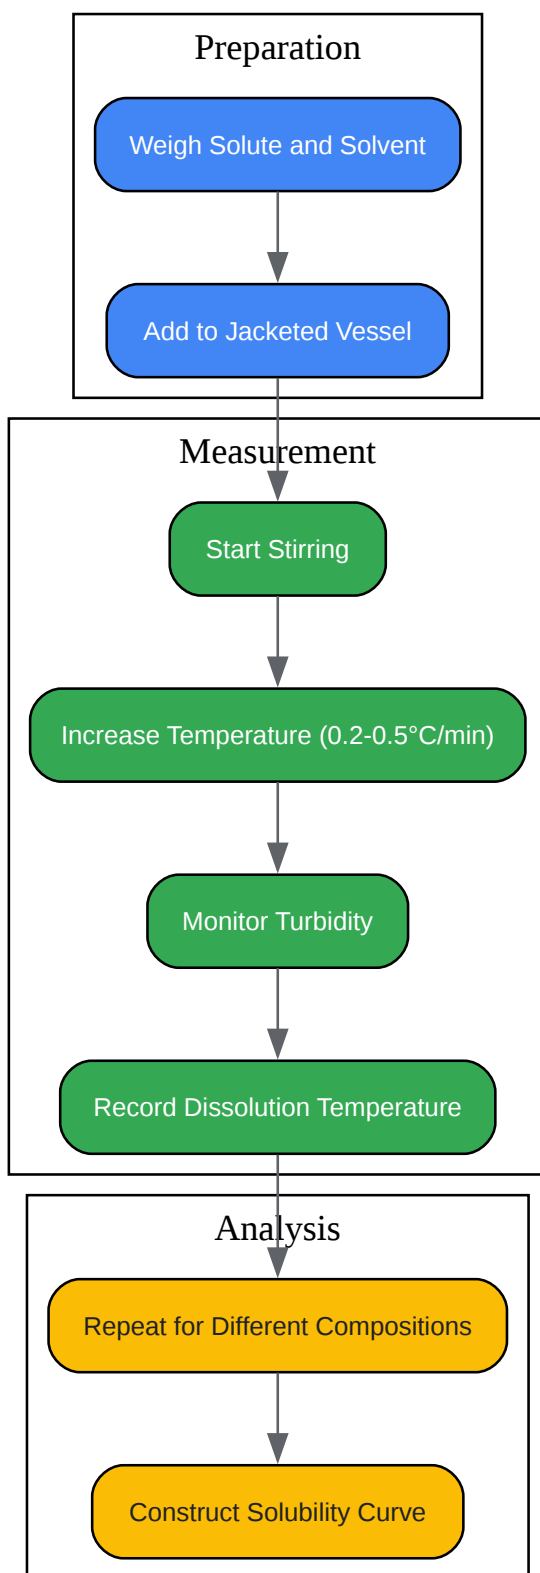 Preparation
Weigh Solute and Solvent
Add to Jacketed Vessel
Measurement
Start Stirring
Increase Temperature (0.2-0.5°C/min)
Monitor Turbidity
Record Dissolution Temperature
Analysis
Repeat for Different Compositions
Construct Solubility Curve